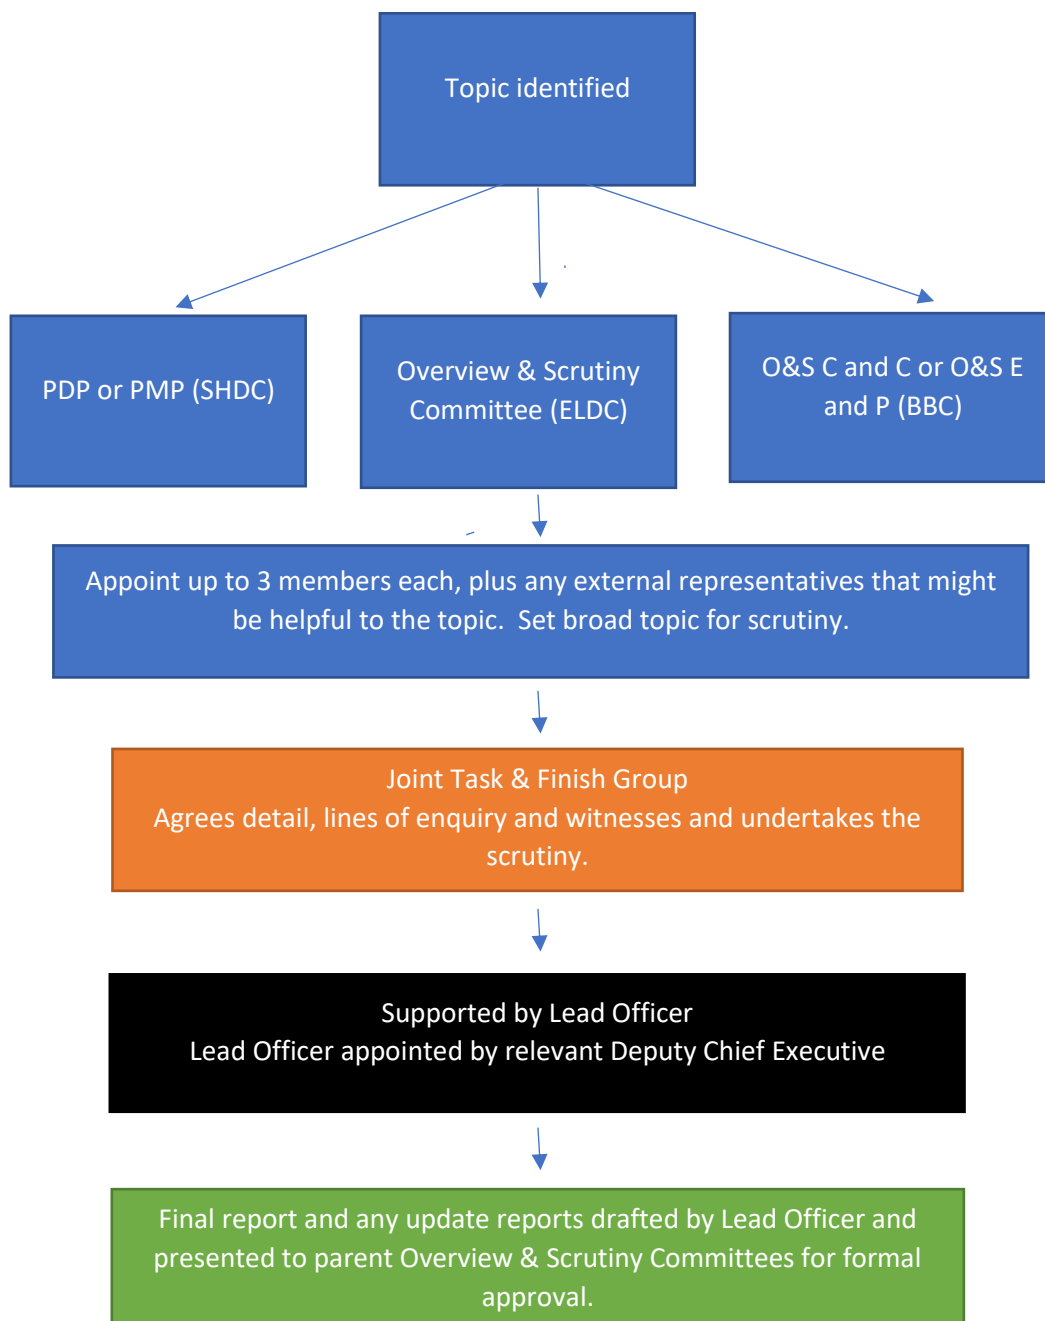 Topic identified
PDP or PMP (SHDC)
Overview & Scrutiny
Committee (ELDC)
O&S C and C or O&S E
and P (BBC)
Appoint up to 3 members each, plus any external representatives that might
be helpful to the topic.  Set broad topic for scrutiny.
Joint Task & Finish Group
Agrees detail, lines of enquiry and witnesses and undertakes the
scrutiny.
Supported by Lead Officer
Lead Officer appointed by relevant Deputy Chief Executive
Final report and any update reports drafted by Lead Officer and
presented to parent Overview & Scrutiny Committees for formal
approval.